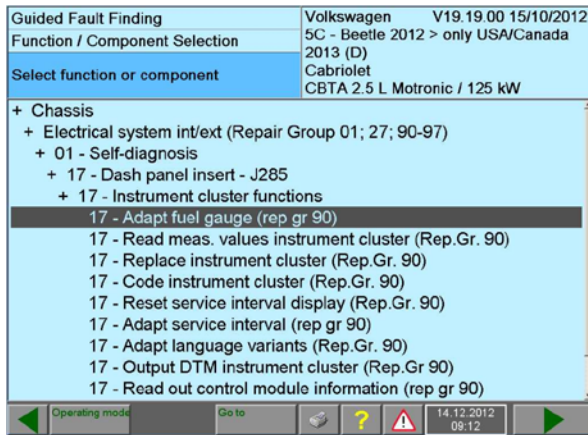 Guided Fault Finding
Function / Component Selection
Select function or component
Volkswagen V19.19.00 15/10/2012
5C - Beetle 2012 > only USA/Canada
2013 (D)
Cabriolet
CBTA 2.5 L Motronic / 125 kW
+ Chassis
+ Electrical system int/ext (Repair Group 01; 27; 90-97)
+ 01 - Self-diagnosis
+ 17 - Dash panel insert - J285
+ 17 - Instrument cluster functions
17 - Adapt fuel gauge (rep gr 90)
17 - Read meas. values instrument cluster (Rep.Gr. 90)
17 - Replace instrument cluster (Rep.Gr. 90)
17 - Code instrument cluster (Rep.Gr. 90)
17 - Reset service interval display (Rep.Gr. 90)
17 - Adapt service interval (rep gr 90)
17 - Adapt language variants (Rep.Gr. 90)
17 - Output DTM instrument cluster (Rep.Gr 90)
17 - Read out control module information (rep gr 90)
Operating mode Go to ? 14.12.2012
09:12